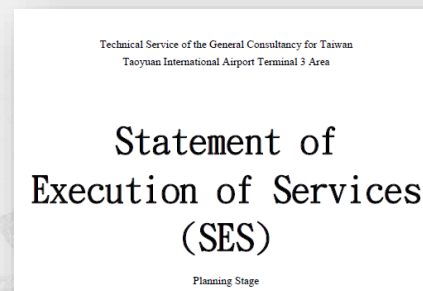 Technical Service of the General Consultancy for Taiwan
Taoyuan International Airport Terminal 3 Area
Statement of
Execution of Services
(SES)
Planning Stage